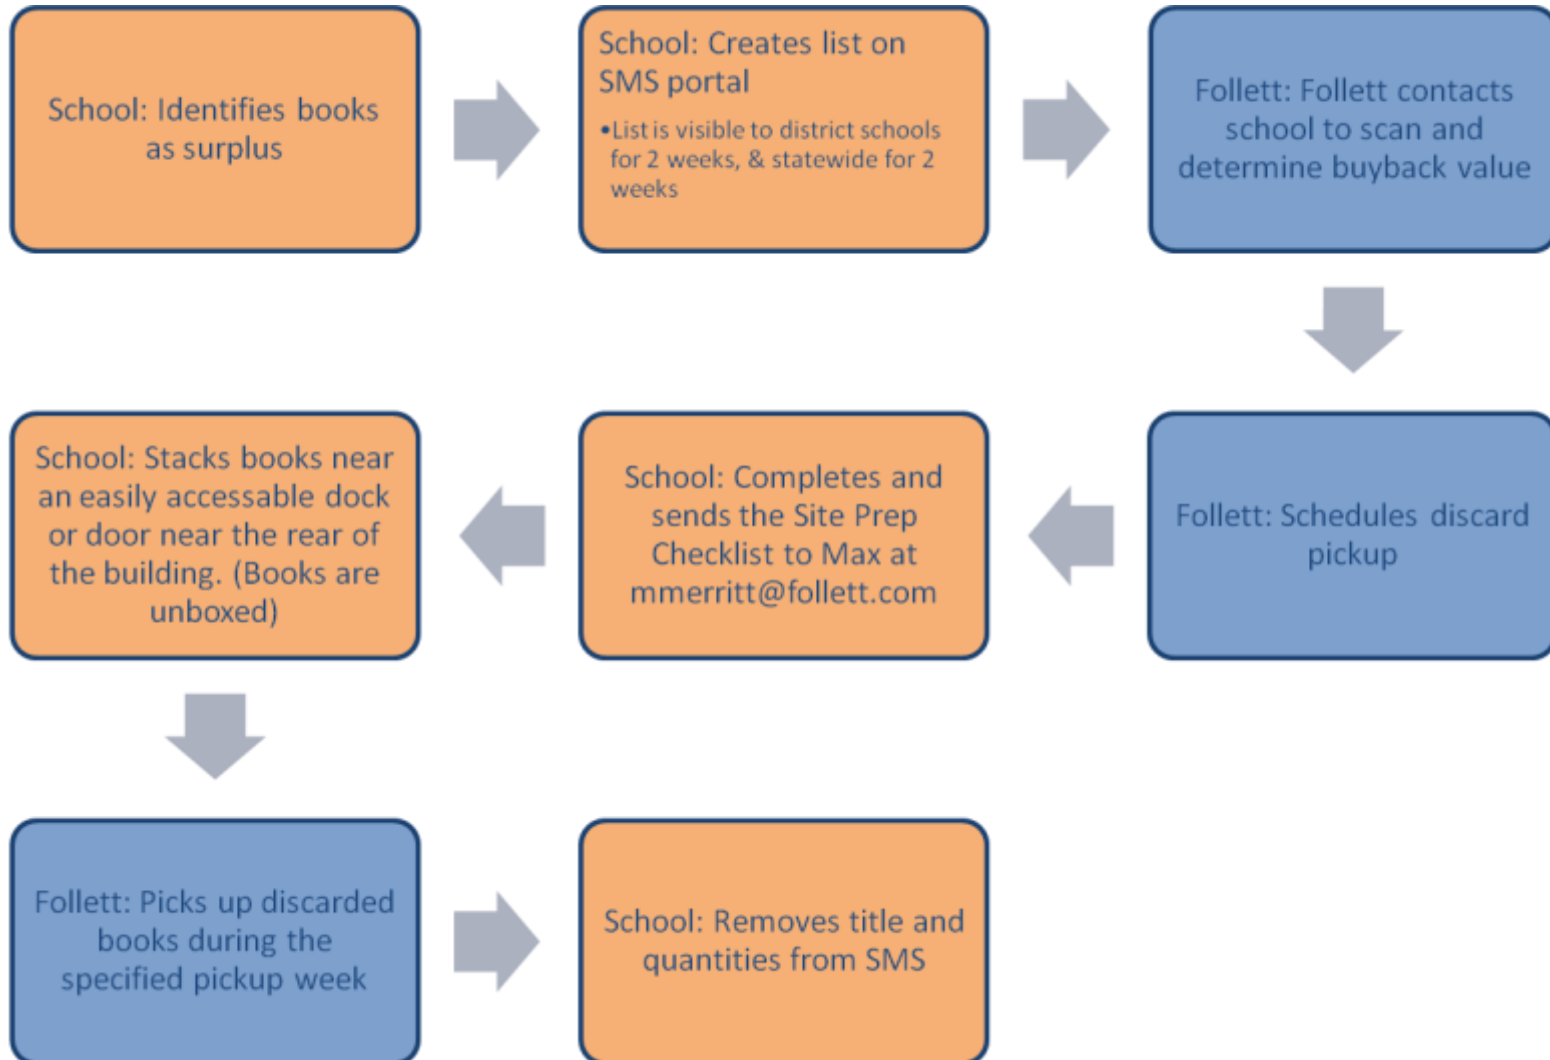 School: Identifies books
as surplus
School: Creates list on
SMS portal
•List is visible to district schools
for 2 weeks, & statewide for 2
weeks
Follett: Follett contacts
school to scan and
determine buyback value
Follett: Schedules discard
pickup
School: Completes and
sends the Site Prep
Checklist to Max at
mmerritt@follett.com
School: Stacks books near
an easily accessable dock
or door near the rear of
the building. (Books are
unboxed)
Follett: Picks up discarded
books during the
specified pickup week
School: Removes title and
quantities from SMS